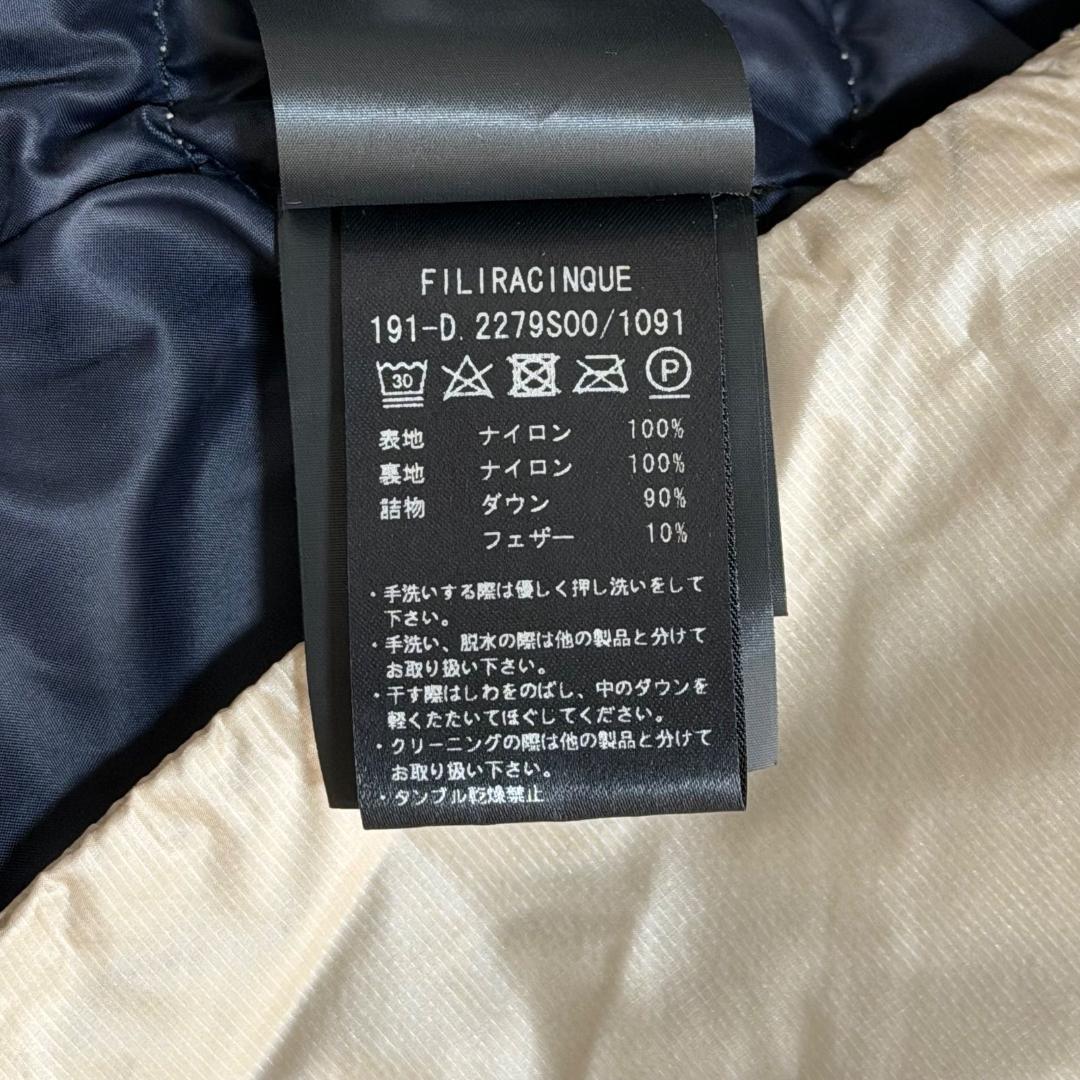 FILIRACINQUE
191-D. 2279S00/1091
30 P
表地 ナイロン 100%
裏地 ナイロン 100%
詰物 ダウン 90%
フェザー 10%
・手洗いする際は優しく押し洗いをして
下さい。
・手洗い、脱水の際は他の製品と分けて
お取り扱い下さい。
・干す際はしわをのばし、中のダウンを
軽くたたいてほぐしてください。
・クリーニングの際は他の製品と分けて
お取り扱い下さい。
・タンブル乾燥禁止